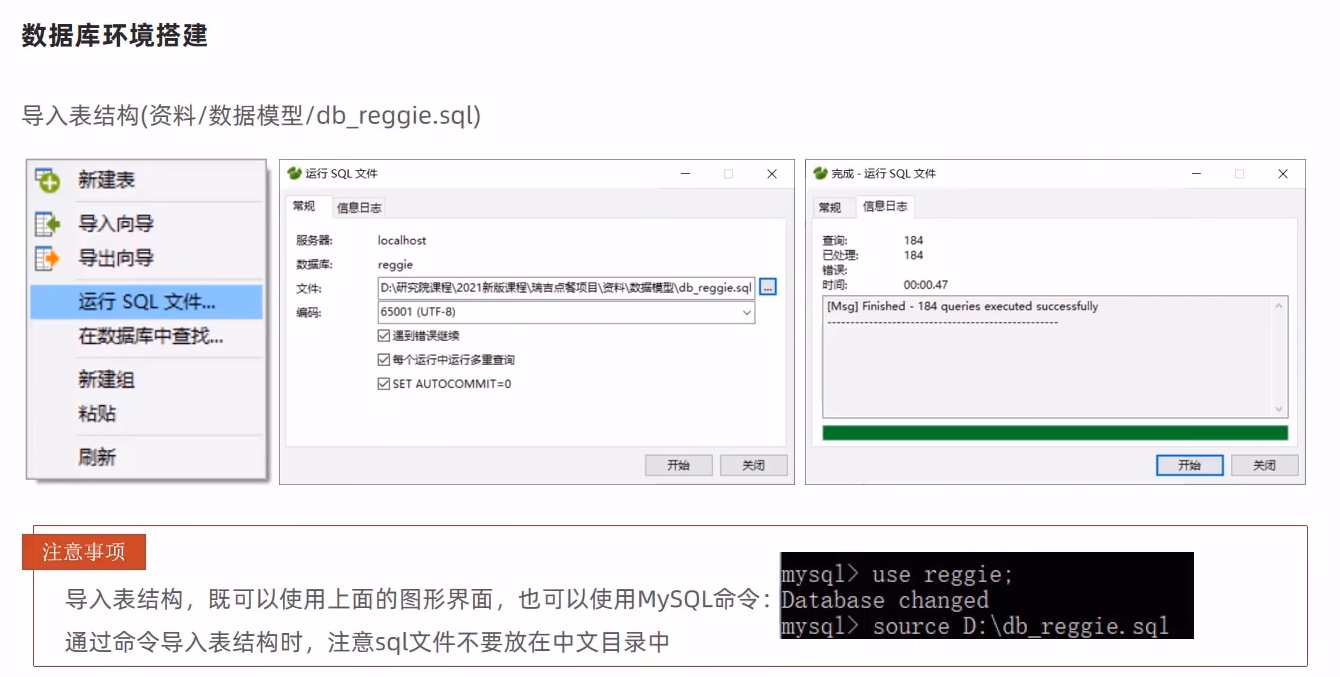 数据库环境搭建
导入表结构(资料/数据模型/db_reggie.sql)
新建表
导入向导
导出向导
运行 SQL 文件...
在数据库中查找...
新建组
粘贴
刷新
运行 SQL 文件
常规 信息日志
服务器: localhost
数据库: reggie
文件: D:\研究院课程\2021新版课程\瑞吉点餐项目\资料\数据模型\db_reggie.sql ...
编码: 65001 (UTF-8)
遇到错误继续
每个运行中运行多重查询
SET AUTOCOMMIT=0
开始 关闭
完成 - 运行 SQL 文件
常规 信息日志
查询: 184
已处理: 184
错误:
时间: 00:00.47
[Msg] Finished - 184 queries executed successfully
--------------------------------------------------
开始 关闭
注意事项
导入表结构，既可以使用上面的图形界面，也可以使用MySQL命令：
通过命令导入表结构时，注意sql文件不要放在中文目录中
mysql> use reggie;
Database changed
mysql> source D:\db_reggie.sql